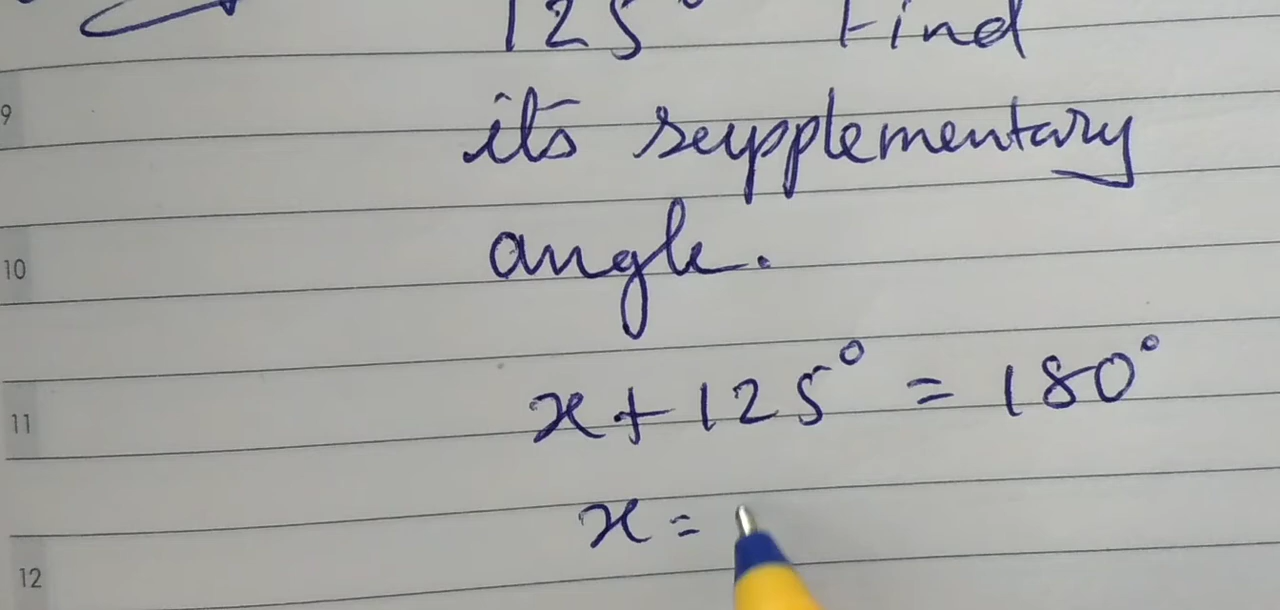 125° Find
9
its supplementary
10
angle.
11
x + 125° = 180°
x =
12